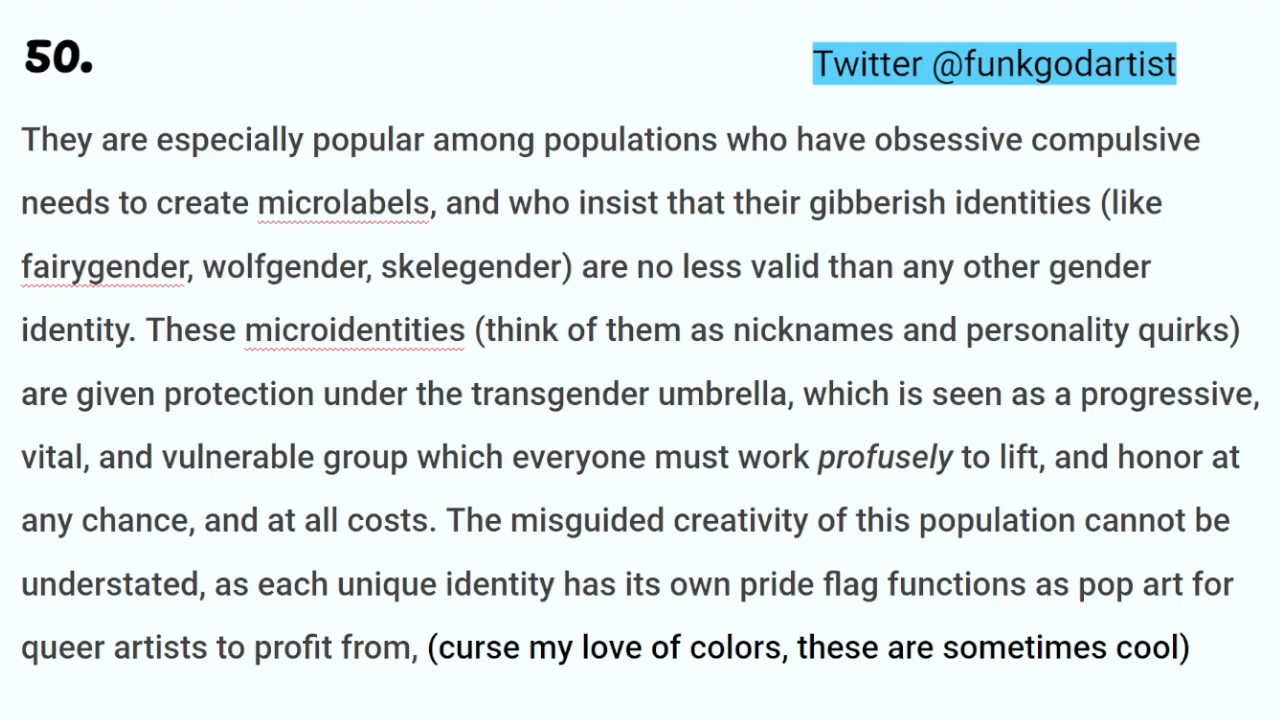 50.
Twitter @funkgodartist
They are especially popular among populations who have obsessive compulsive
needs to create microlabels, and who insist that their gibberish identities (like
fairygender, wolfgender, skelegender) are no less valid than any other gender
identity. These microidentities (think of them as nicknames and personality quirks)
are given protection under the transgender umbrella, which is seen as a progressive,
vital, and vulnerable group which everyone must work profusely to lift, and honor at
any chance, and at all costs. The misguided creativity of this population cannot be
understated, as each unique identity has its own pride flag functions as pop art for
queer artists to profit from, (curse my love of colors, these are sometimes cool)